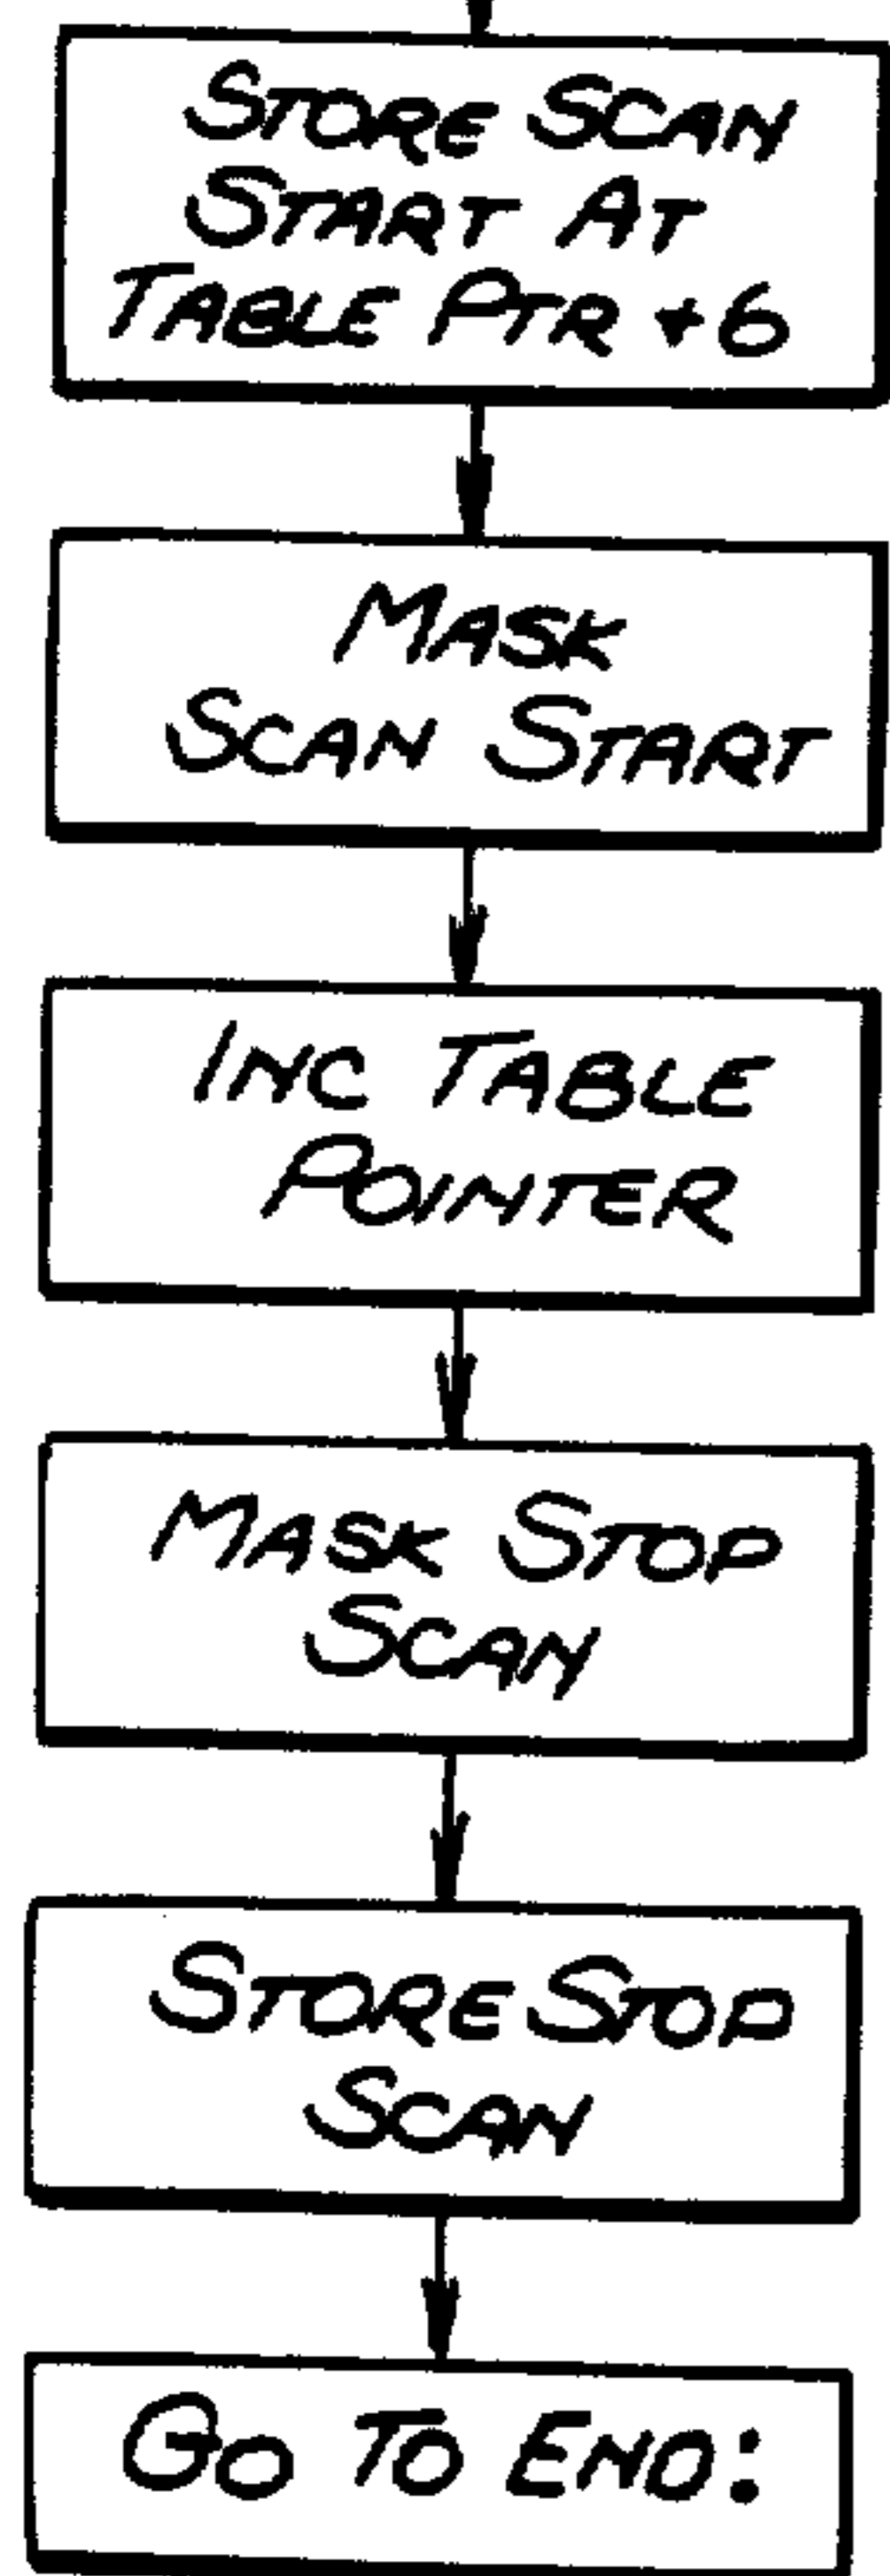 STORE SCAN
START AT
TABLE PTR +6
MASK
SCAN START
INC TABLE
POINTER
MASK STOP
SCAN
STORE STOP
SCAN
GO TO END: